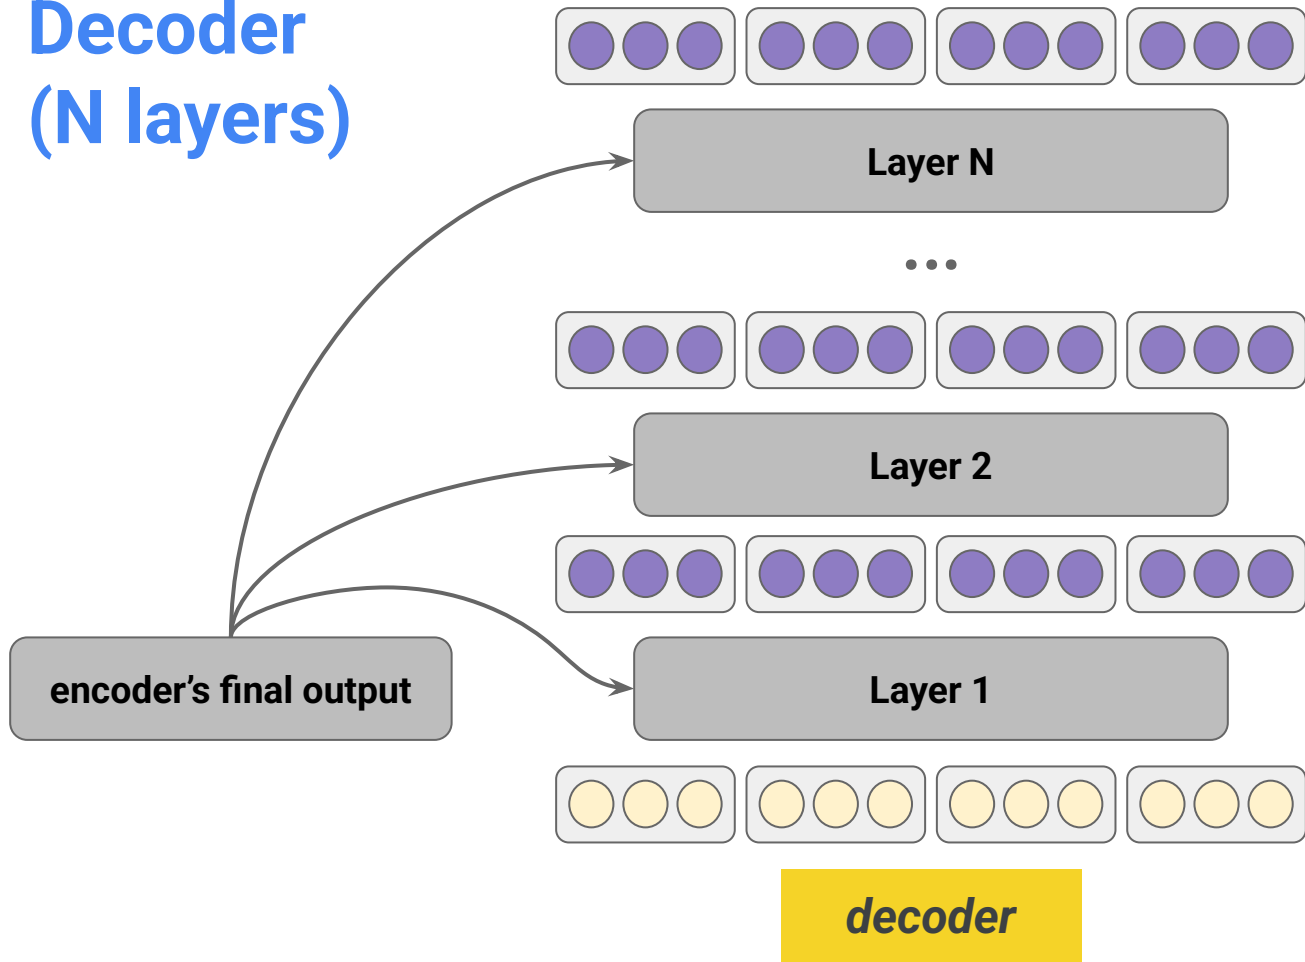 Decoder
(N layers)
Layer N
...
Layer 2
encoder’s final output
Layer 1
decoder